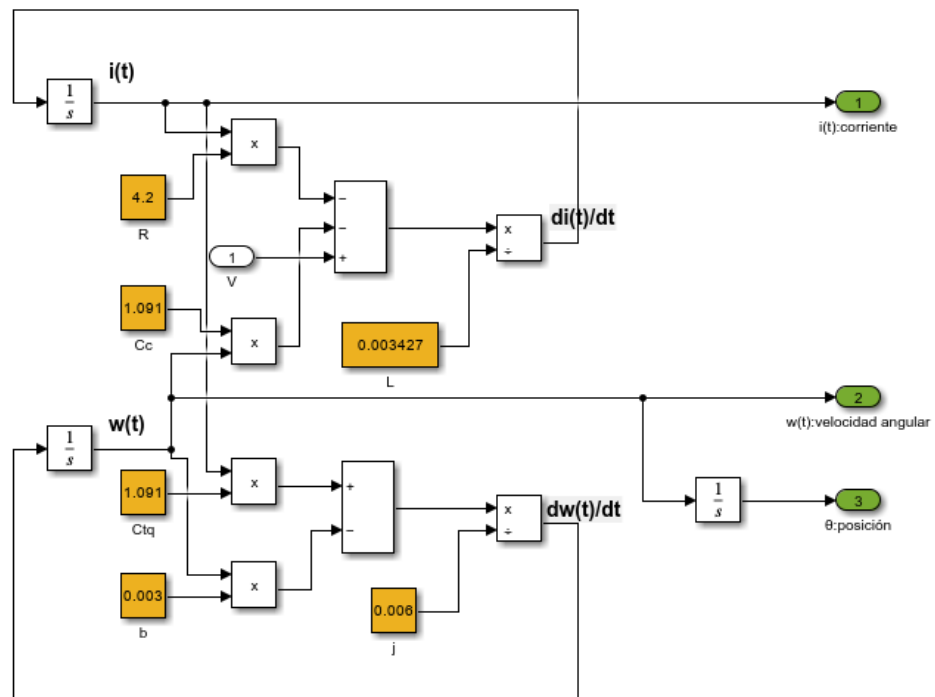 i(t)
1
s
1
i(t):corriente
x
4.2
R
−
−
+
1
V
x
÷
di(t)/dt
1.091
Cc
x
0.003427
L
2
w(t):velocidad angular
w(t)
1
s
1.091
Ctq
x
+
−
x
÷
dw(t)/dt
1
s
3
θ:posición
0.003
b
x
0.006
j